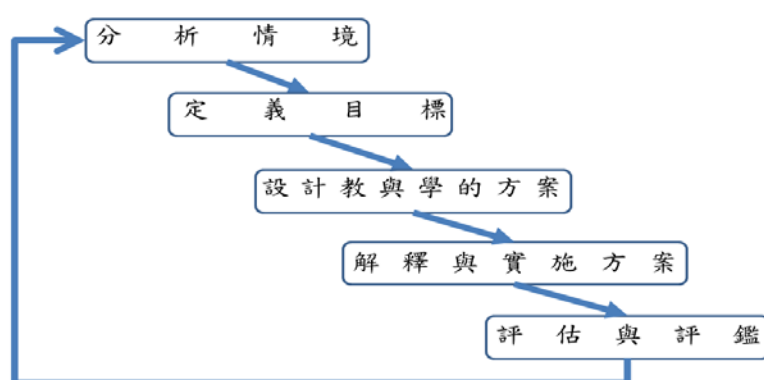 分析情境
定義目標
設計教與學的方案
解釋與實施方案
評估與評鑑